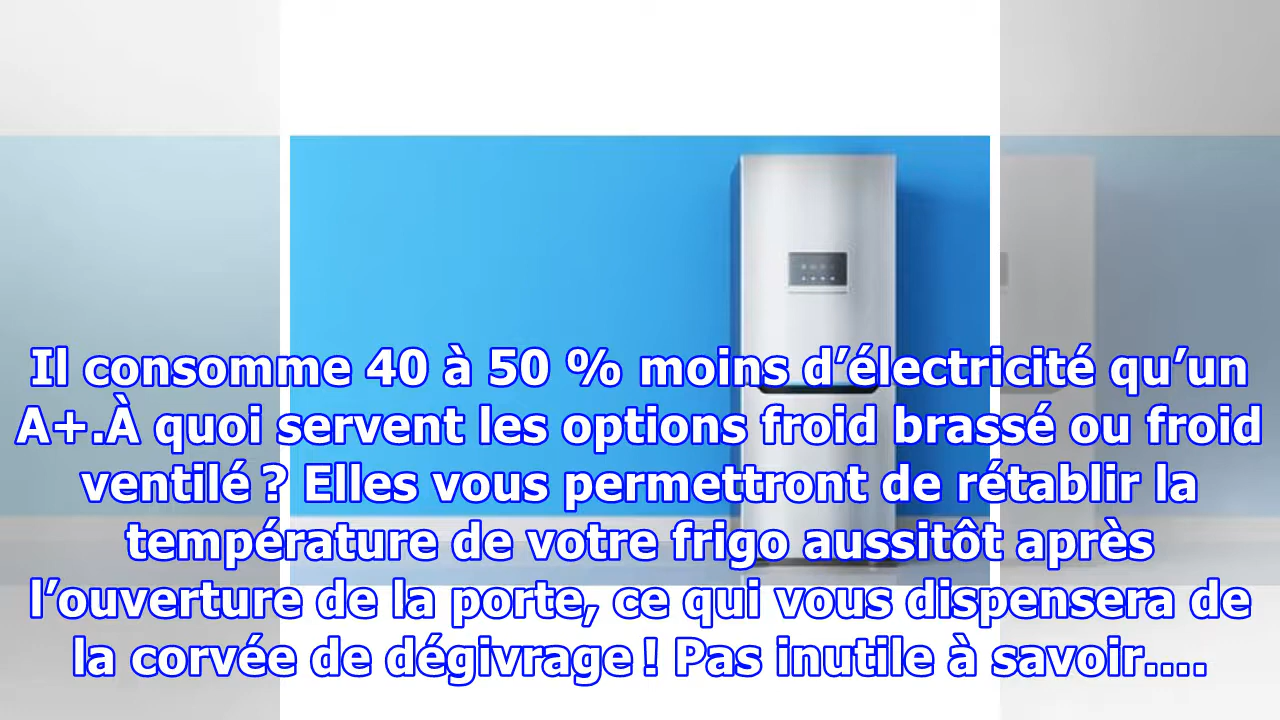 Il consomme 40 à 50 % moins d’électricité qu’un
A+.À quoi servent les options froid brassé ou froid
ventilé ? Elles vous permettront de rétablir la
température de votre frigo aussitôt après
l’ouverture de la porte, ce qui vous dispensera de
la corvée de dégivrage ! Pas inutile à savoir....